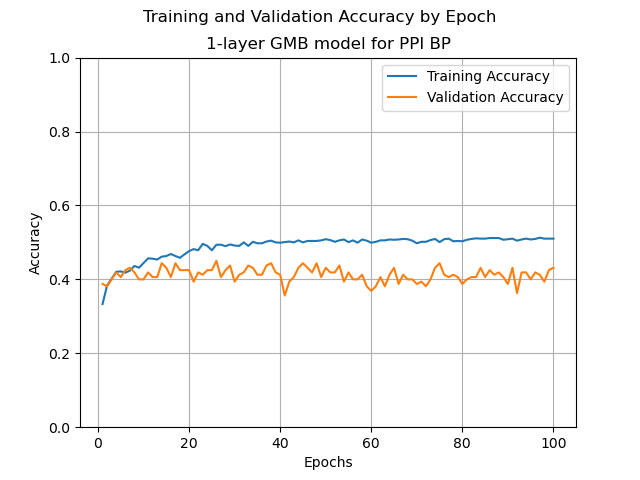 Training and Validation Accuracy by Epoch
1-layer GMB model for PPI BP
Training Accuracy
Validation Accuracy
Accuracy
1.0
0.8
0.6
0.4
0.2
0.0
0 20 40 60 80 100
Epochs